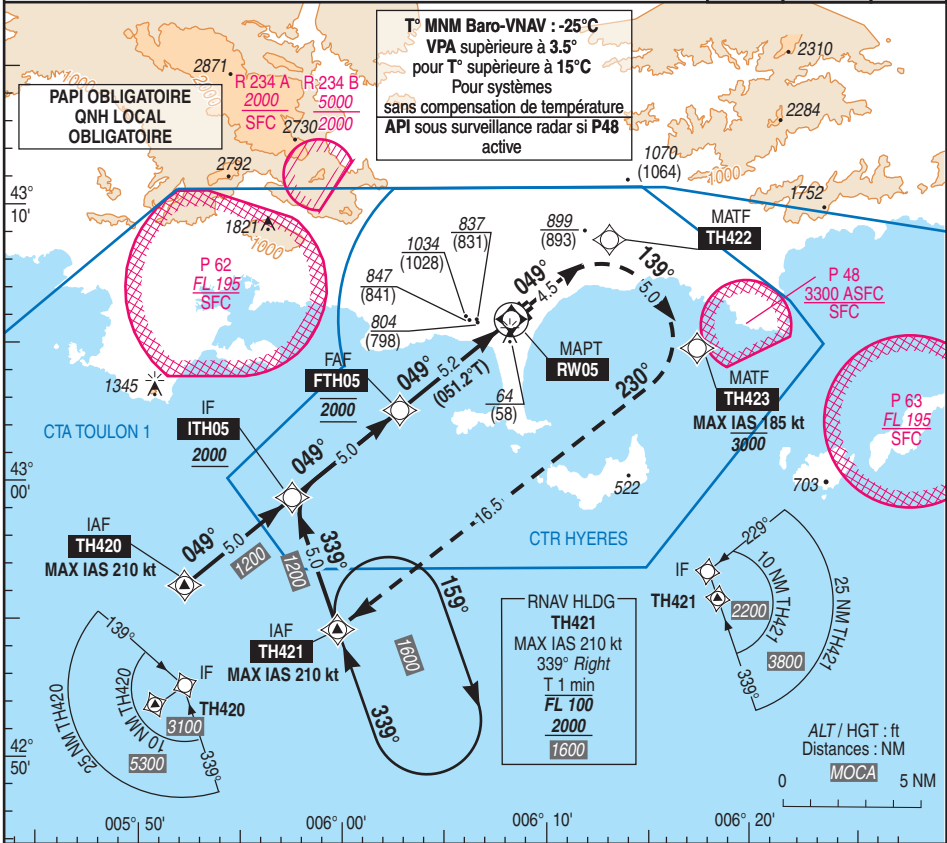 T° MNM Baro-VNAV : -25°C
VPA supérieure à 3.5°
pour T° supérieure à 15°C
Pour systèmes
sans compensation de température
API sous surveillance radar si P48
active
PAPI OBLIGATOIRE
QNH LOCAL
OBLIGATOIRE
2871
R 234 A
2000
SFC
R 234 B
5000
2000
2730
2792
1000
2310
2284
1000
1070
(1064)
1752
43°
10'
1821
1000
P 62
FL 195
SFC
1034
(1028)
837
(831)
847
(841)
804
(798)
899
(893)
MATF
TH422
049°
4.5
139°
5.0
P 48
3300 ASFC
SFC
MAPT
RW05
MATF
TH423
MAX IAS 185 kt
3000
P 63
FL 195
SFC
1345
CTA TOULON 1
FAF
FTH05
2000
049°
5.2
(051.2°T)
64
(58)
230°
IF
ITH05
2000
049°
5.0
43°
00'
522
703
IAF
TH420
MAX IAS 210 kt
049°
5.0
1200
1200
339°
5.0
16.5
CTR HYERES
159°
1600
339°
IAF
TH421
MAX IAS 210 kt
RNAV HLDG
TH421
MAX IAS 210 kt
339° Right
T 1 min
FL 100
2000
1600
229°
IF
TH421
10 NM TH421
2200
25 NM TH421
3800
339°
139°
IF
TH420
10 NM TH420
3100
25 NM TH420
5300
339°
42°
50'
ALT / HGT : ft
Distances : NM
MOCA
0 5 NM
005° 50'
006° 00'
006° 10'
006° 20'